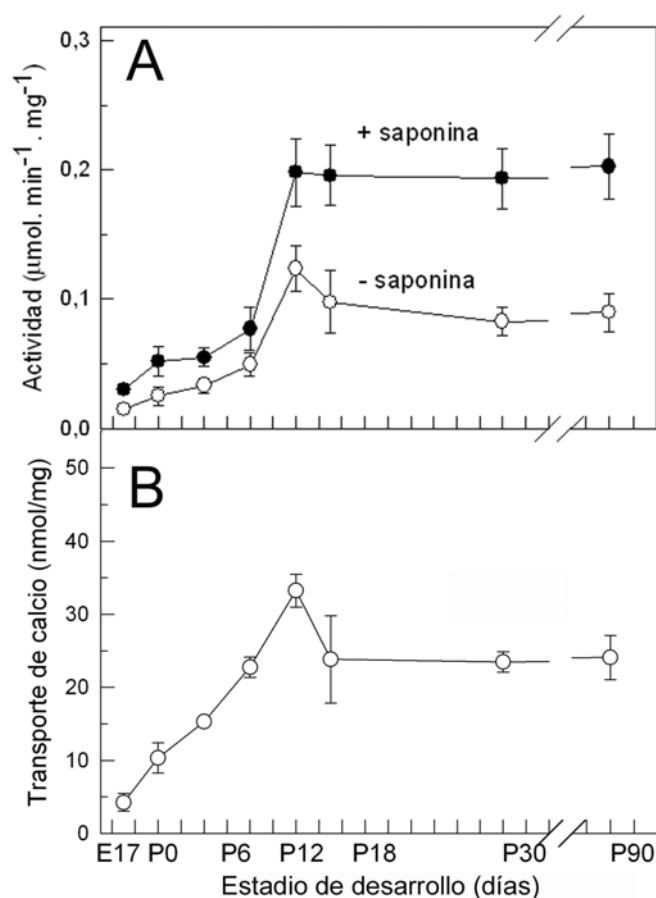 A
0,3
0,2
0,1
0,0
Actividad (μmol. min⁻¹ . mg⁻¹)
+ saponina
- saponina
B
50
40
30
20
10
0
Transporte de calcio (nmol/mg)
E17 P0 P6 P12 P18 P30 P90
Estadio de desarrollo (días)